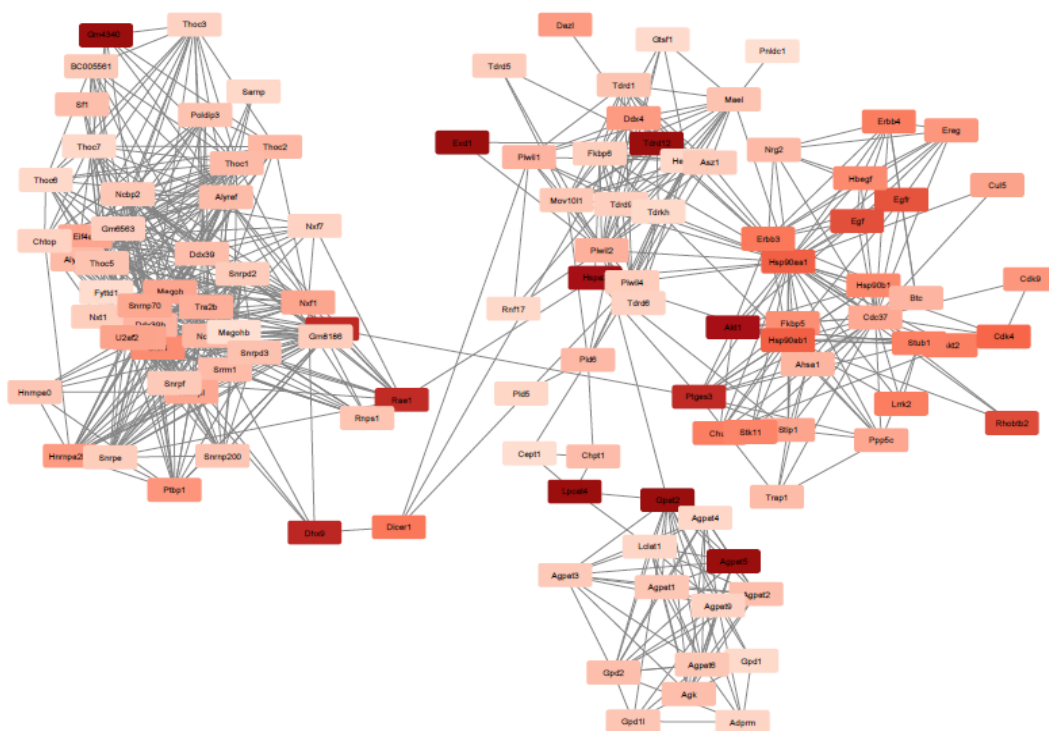 Thoc3
Gm4340
Dazl
Gtsf1
Pnldc1
BC005561
Tdrd5
Tdrd1
Sarnp
Mael
Sf1
Poldip3
Ddx4
Erbb4
Ereg
Thoc7
Thoc2
Exd1
Tdrd12
Nrg2
Thoc1
Piwil1
Fkbp6
Asz1
Thoc6
Hbegf
Cul5
Ncbp2
Alyref
Mov10l1
Tdrd9
Tdrkh
Egfr
Egf
Gm6563
Nxf7
Chtop
Erbb3
Ddx39
Piwil2
Hsp90aa1
Thoc5
Snrpd2
Piwil4
Hsp90b1
Cdk9
Fyttd1
Magoh
Btc
Snrnp70
Tra2b
Nxf1
Tdrd6
Rnf17
Nxt1
Cdc37
Magohb
Akt1
Fkbp5
U2af2
Gm8186
Hsp90ab1
Stub1
Cdk4
Snrpd3
Pld6
Ahsa1
Srrm1
Snrpf
Hnrnpa0
Pld5
Rae1
Ptges3
Lrrk2
Rnps1
Rhobtb2
Stk11
Stip1
Ppp5c
Snrpe
Snrnp200
Cept1
Chpt1
Ptbp1
Lpcat4
Gpat2
Trap1
Dhx9
Dicer1
Agpat4
Lclat1
Agpat5
Agpat3
Agpat1
Agpat2
Agpat9
Gpd2
Agpat6
Gpd1
Agk
Gpd1l
Adprm